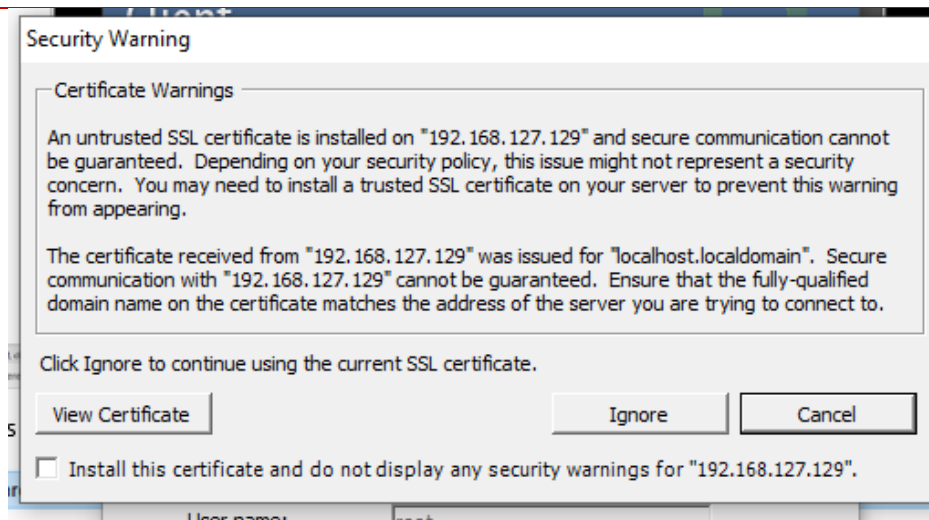 Client
Security Warning
Certificate Warnings
An untrusted SSL certificate is installed on "192.168.127.129" and secure communication cannot
be guaranteed. Depending on your security policy, this issue might not represent a security
concern. You may need to install a trusted SSL certificate on your server to prevent this warning
from appearing.
The certificate received from "192.168.127.129" was issued for "localhost.localdomain". Secure
communication with "192.168.127.129" cannot be guaranteed. Ensure that the fully-qualified
domain name on the certificate matches the address of the server you are trying to connect to.
Click Ignore to continue using the current SSL certificate.
View Certificate Ignore Cancel
Install this certificate and do not display any security warnings for "192.168.127.129".
User name: root